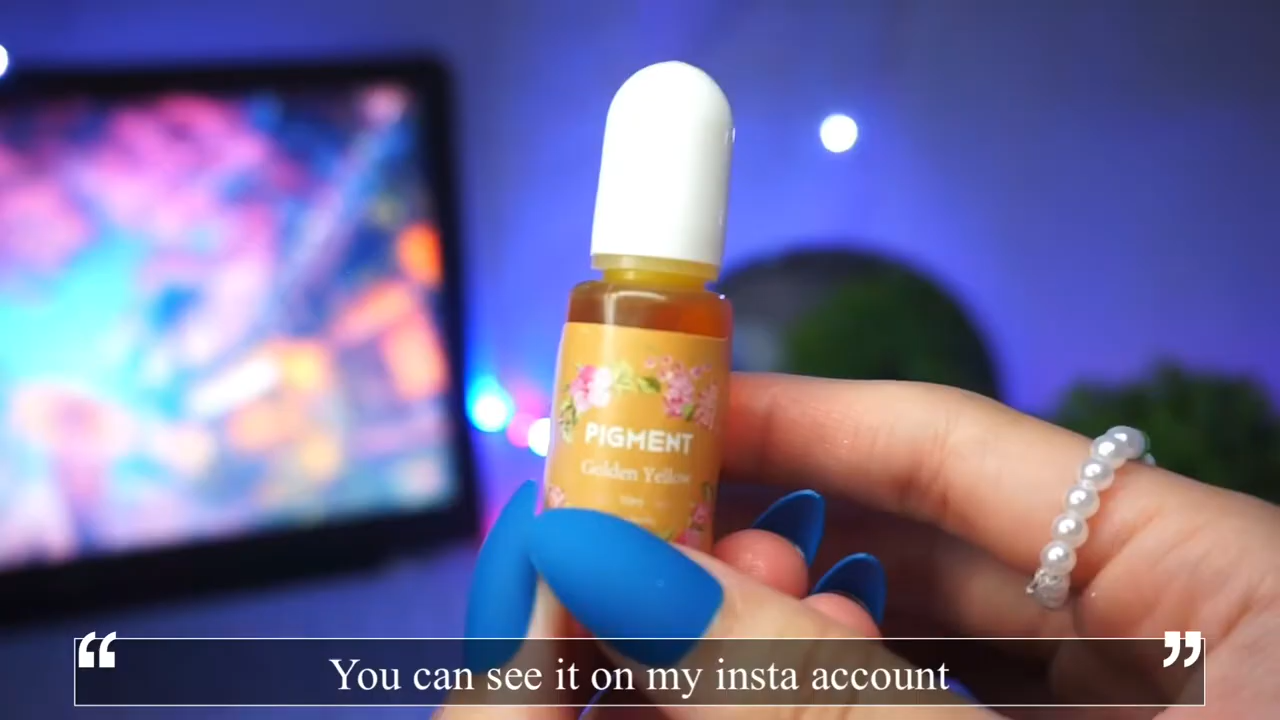 PIGMENT
Golden Yellow
“ You can see it on my insta account ”